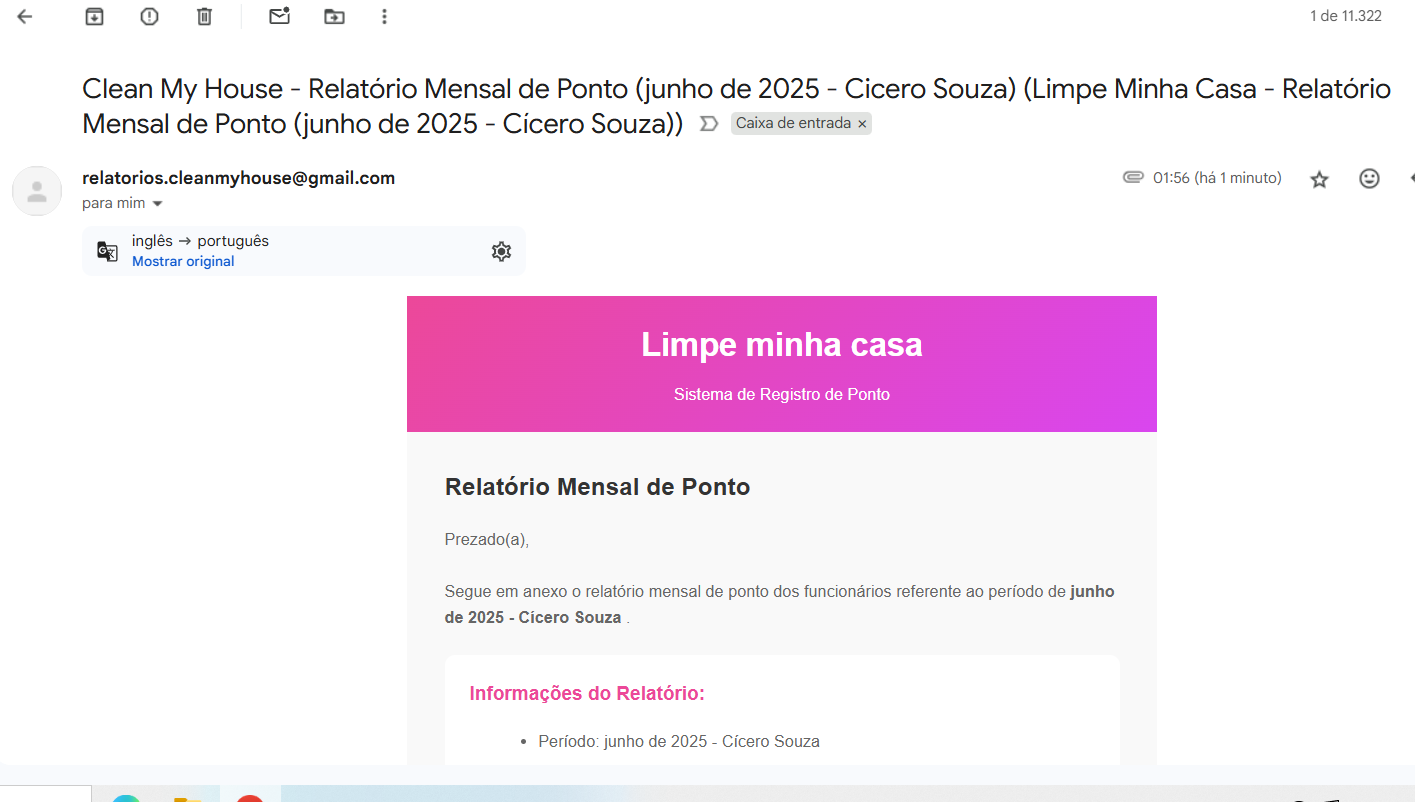 1 de 11.322
Clean My House - Relatório Mensal de Ponto (junho de 2025 - Cicero Souza) (Limpe Minha Casa - Relatório
Mensal de Ponto (junho de 2025 - Cícero Souza))
Caixa de entrada ×
relatorios.cleanmyhouse@gmail.com
01:56 (há 1 minuto)
para mim
inglês → português
Mostrar original
Limpe minha casa
Sistema de Registro de Ponto
Relatório Mensal de Ponto
Prezado(a),
Segue em anexo o relatório mensal de ponto dos funcionários referente ao período de junho
de 2025 - Cícero Souza .
Informações do Relatório:
• Período: junho de 2025 - Cícero Souza